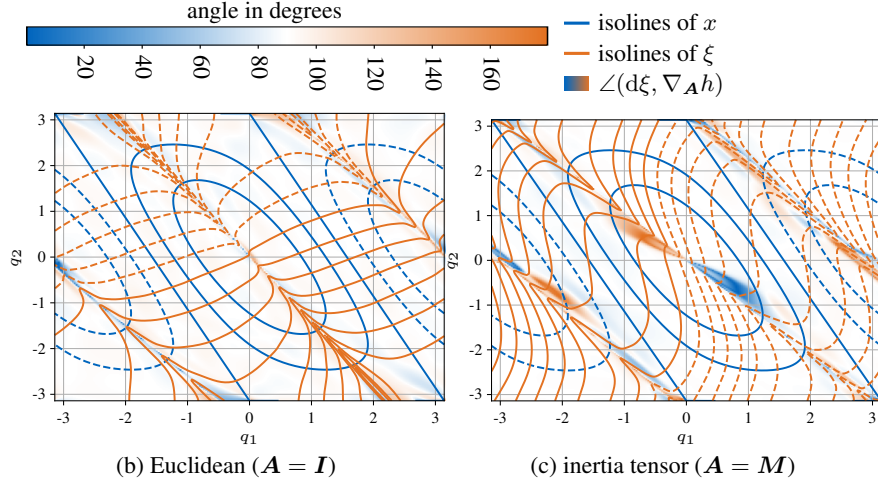 angle in degrees
20 40 60 80 100 120 140 160
isolines of x
isolines of ξ
∠(dξ, ∇_A h)
3
2
1
0
-1
-2
-3
q₂
-3 -2 -1 0 1 2 3
q₁
(b) Euclidean (A = I)
3
2
1
0
-1
-2
-3
q₂
-3 -2 -1 0 1 2 3
q₁
(c) inertia tensor (A = M)